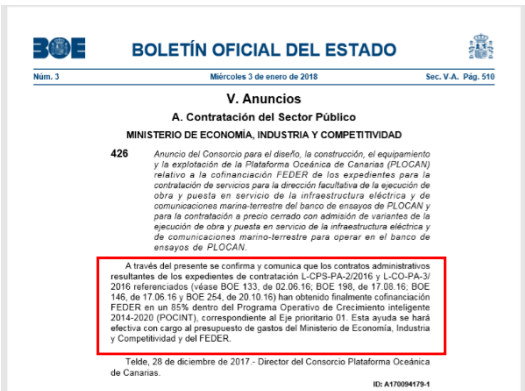 BOE
BOLETÍN OFICIAL DEL ESTADO
Núm. 3
Miércoles 3 de enero de 2018
Sec. V-A. Pág. 510
V. Anuncios
A. Contratación del Sector Público
MINISTERIO DE ECONOMÍA, INDUSTRIA Y COMPETITIVIDAD
426
Anuncio del Consorcio para el diseño, la construcción, el equipamiento
y la explotación de la Plataforma Oceánica de Canarias (PLOCAN)
relativo a la cofinanciación FEDER de los expedientes para la
contratación de servicios para la dirección facultativa de la ejecución de
obra y puesta en servicio de la infraestructura eléctrica y de
comunicaciones marina-terrestre del banco de ensayos de PLOCAN y
para la contratación a precio cerrado con admisión de variantes de la
ejecución de obra y puesta en servicio de la infraestructura eléctrica y
de comunicaciones marino-terrestre para operar en el banco de
ensayos de PLOCAN.
A través del presente se confirma y comunica que los contratos administrativos
resultantes de los expedientes de contratación L-CPS-PA-2/2016 y L-CO-PA-3/
2016 referenciados (véase BOE 133, de 02.06.16; BOE 198, de 17.08.16; BOE
146, de 17.06.16 y BOE 254, de 20.10.16) han obtenido finalmente cofinanciación
FEDER en un 85% dentro del Programa Operativo de Crecimiento inteligente
2014-2020 (POCINT), correspondiente al Eje prioritario 01. Esta ayuda se hará
efectiva con cargo al presupuesto de gastos del Ministerio de Economía, Industria
y Competitividad y del FEDER.
Telde, 28 de diciembre de 2017.- Director del Consorcio Plataforma Oceánica
de Canarias.
ID: A170094179-1